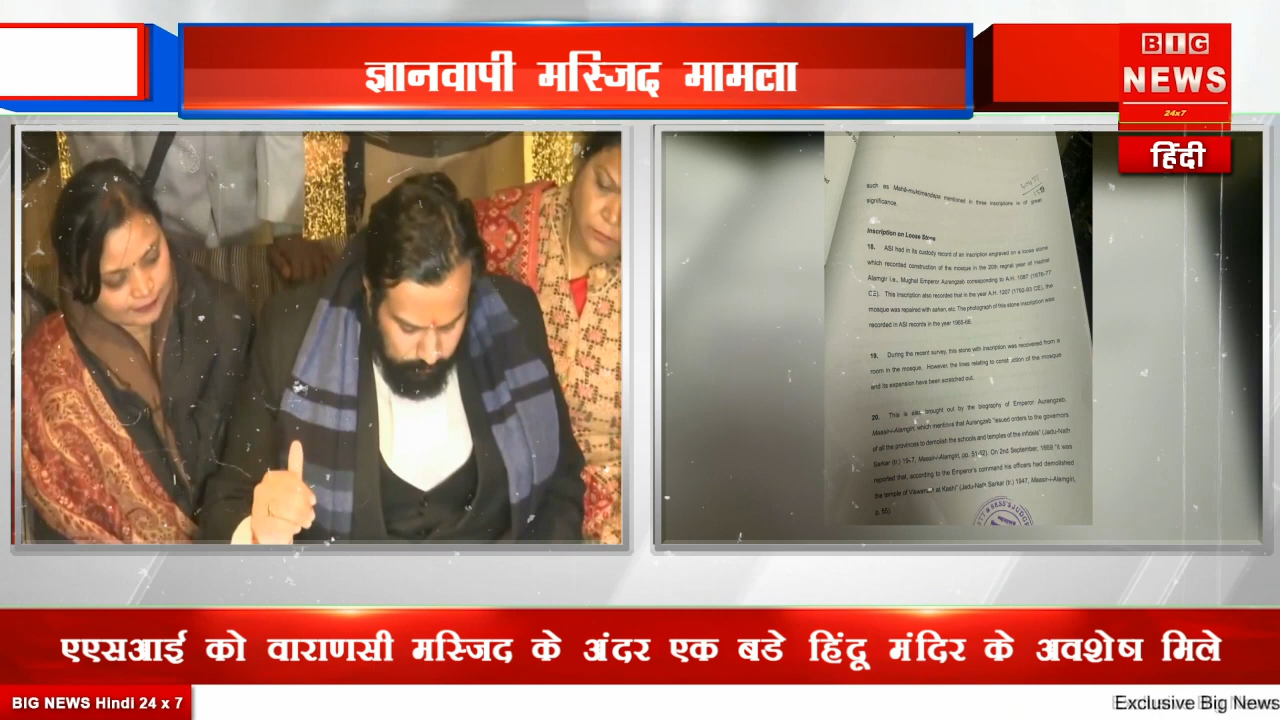 ज्ञानवापी मस्जिद मामला
BIG
NEWS
24x7
हिंदी
such as Mahā-muktimandapa mentioned in three inscriptions is of great
significance.
Inscription on Loose Stone
18. ASI had in its custody record of an inscription engraved on a loose stone
which recorded construction of the mosque in the 20th regnal year of Hadrat
Alamgir i.e., Mughal Emperor Aurangzeb corresponding to A.H. 1087 (1676-77
CE). This inscription also recorded that in the year A.H. 1207 (1792-93 CE), the
mosque was repaired with sahan, etc. The photograph of this stone inscription was
recorded in ASI records in the year 1965-66.
19. During the recent survey, this stone with inscription was recovered from a
room in the mosque. However, the lines relating to construction of the mosque
and its expansion have been scratched out.
20. This is also brought out by the biography of Emperor Aurengzeb,
Maasir-i-Alamgiri, which mentions that Aurengzeb "issued orders to the governors
of all the provinces to demolish the schools and temples of the infidels" (Jadu-Nath
Sarkar (tr.) 1947, Maasir-i-Alamgiri, pp. 51-52). On 2nd September, 1669 "it was
reported that, according to the Emperor's command his officers had demolished
the temple of Viswanath at Kashi" (Jadu-Nath Sarkar (tr.) 1947, Maasir-i-Alamgiri,
p. 55)
एएसआई को वाराणसी मस्जिद के अंदर एक बडे हिंदू मंदिर के अवशेष मिले
BIG NEWS Hindi 24 x 7
Exclusive Big News